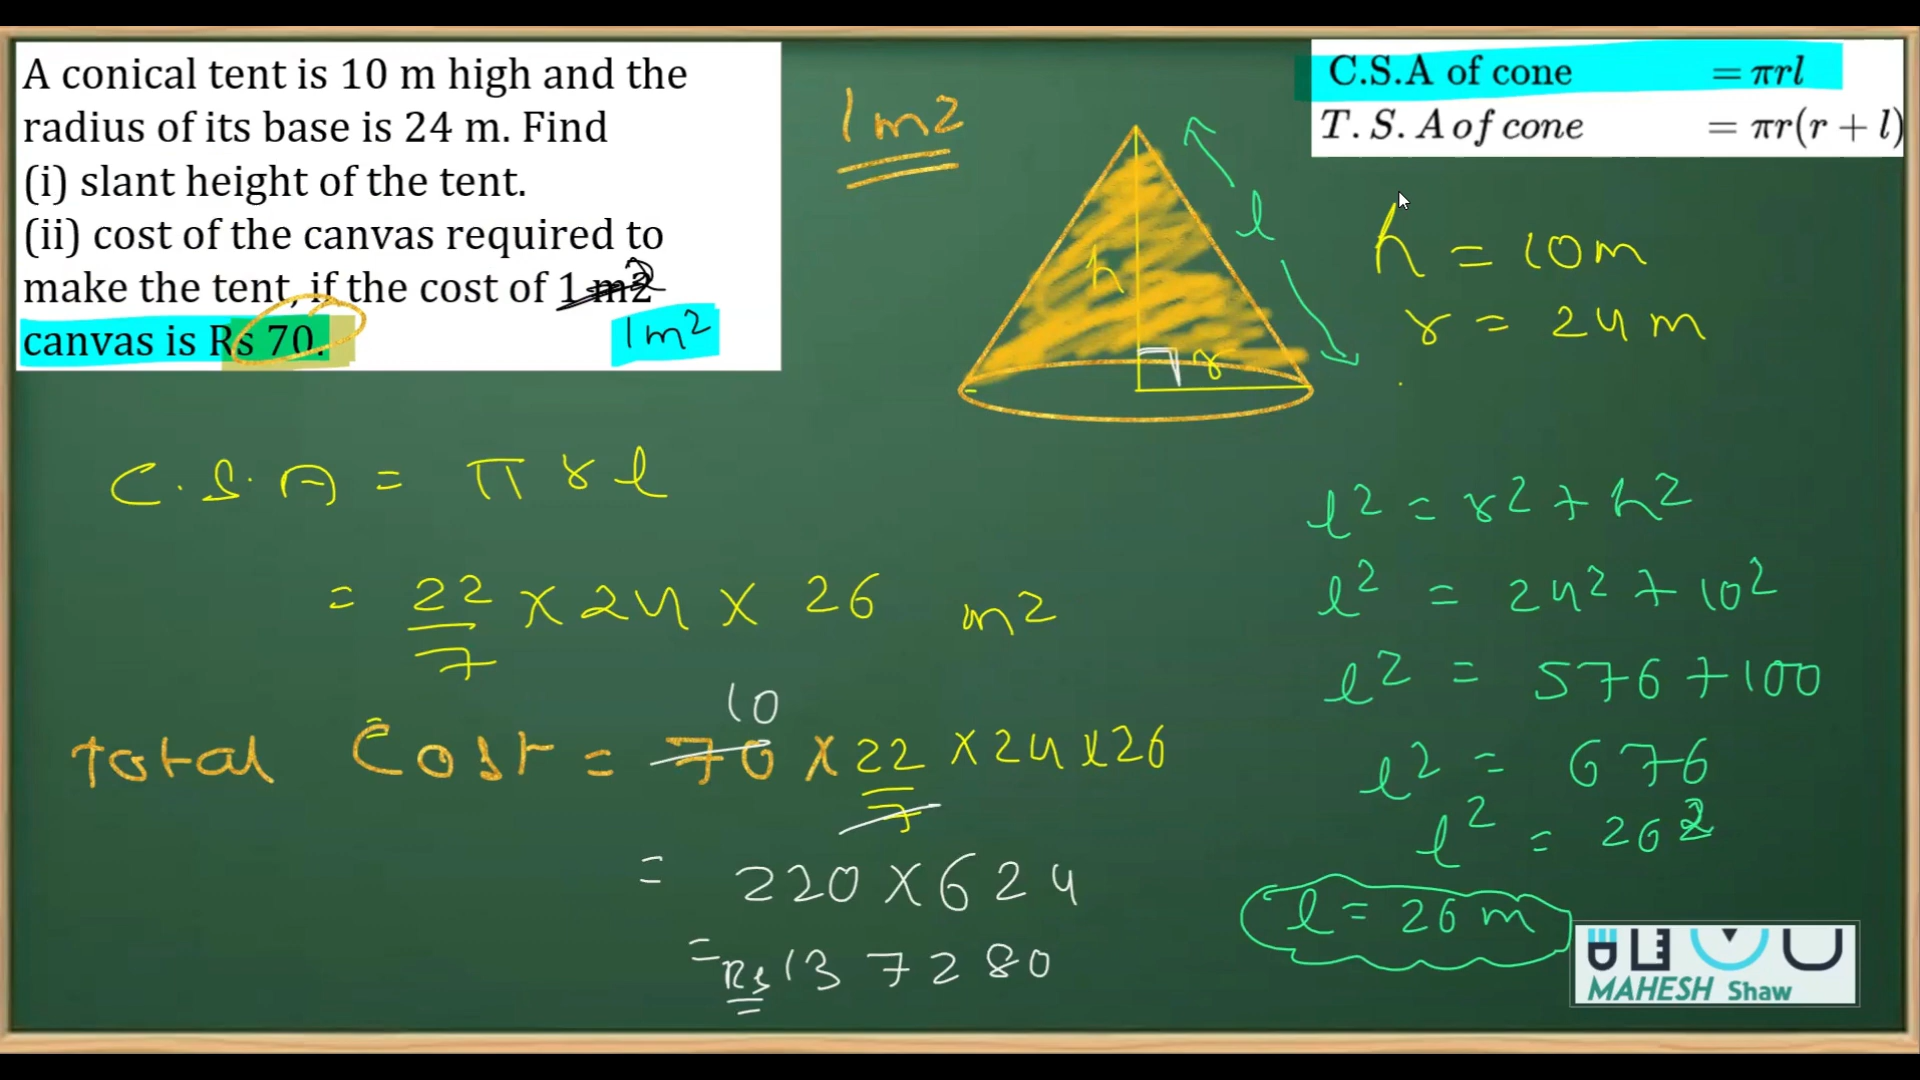 A conical tent is 10 m high and the
radius of its base is 24 m. Find
(i) slant height of the tent.
(ii) cost of the canvas required to
make the tent, if the cost of 1 m2
canvas is Rs 70.
1m2
1m2
h
r
l
C.S.A of cone = πrl
T. S. A of cone = πr(r + l)
h = 10m
r = 24 m
C.S.A = π r l
= 22/7 × 24 × 26 m2
Total Cost = 70 × 22/7 × 24 × 26
10
= 220 × 624
= Rs 137280
l2 = r2 + h2
l2 = 242 + 102
l2 = 576 + 100
l2 = 676
l2 = 262
l = 26 m
MAHESH Shaw